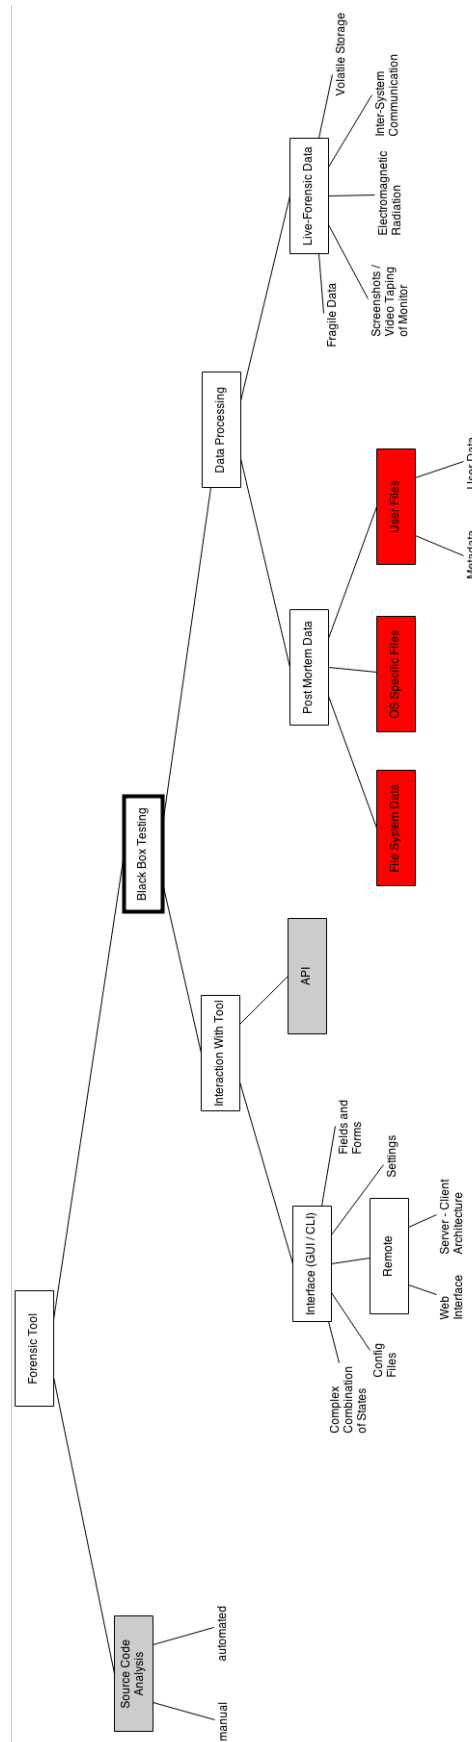 Forensic Tool
Source Code
Analysis
manual
automated
Black Box Testing
Interaction With Tool
Interface (GUI / CLI)
Complex
Combination
of States
Config
Files
Remote
Web
Interface
Server - Client
Architecture
Settings
Fields and
Forms
API
Data Processing
Post Mortem Data
File System Data
OS Specific Files
User Files
Metadata
User Data
Live-Forensic Data
Fragile Data
Screenshots /
Video Taping
of Monitor
Electromagnetic
Radiation
Inter-System
Communication
Volatile Storage